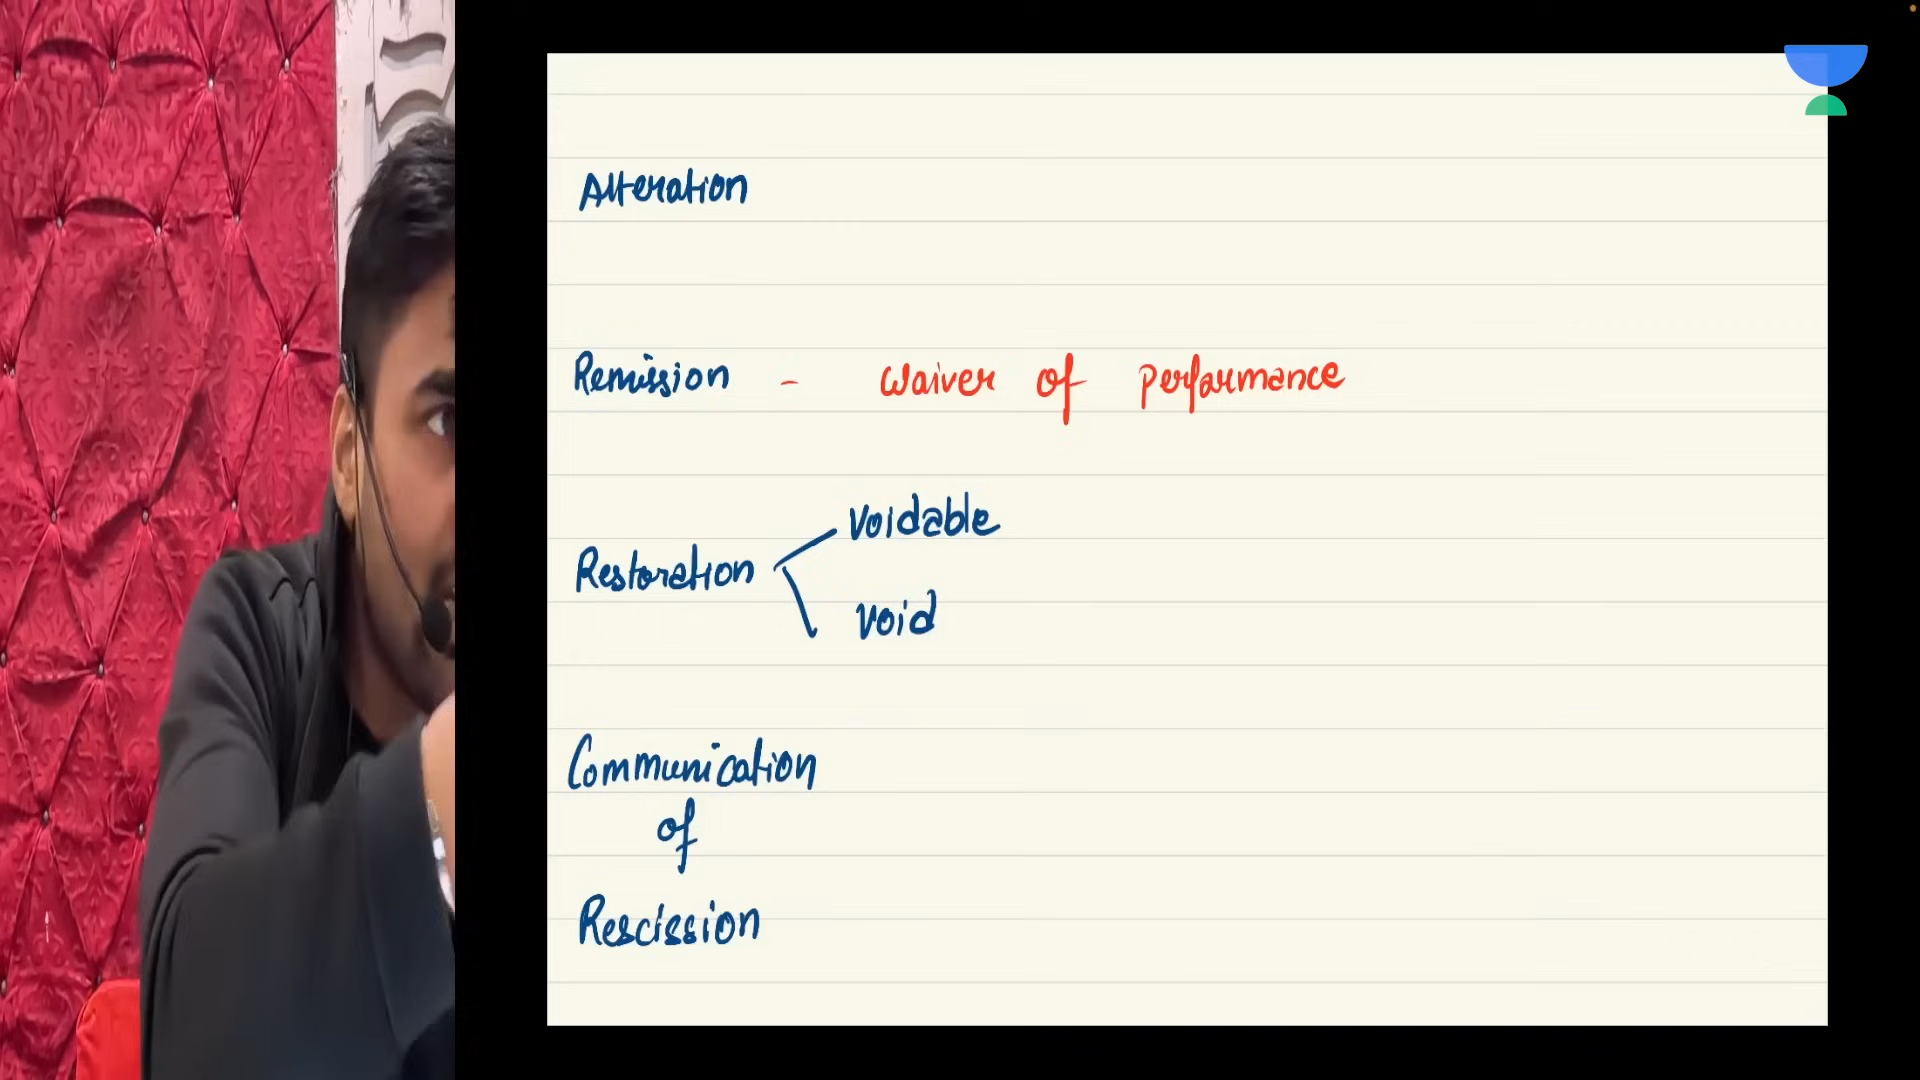 Alteration
Remission - Waiver of Performance
Restoration
Voidable
Void
Communication
of
Rescission